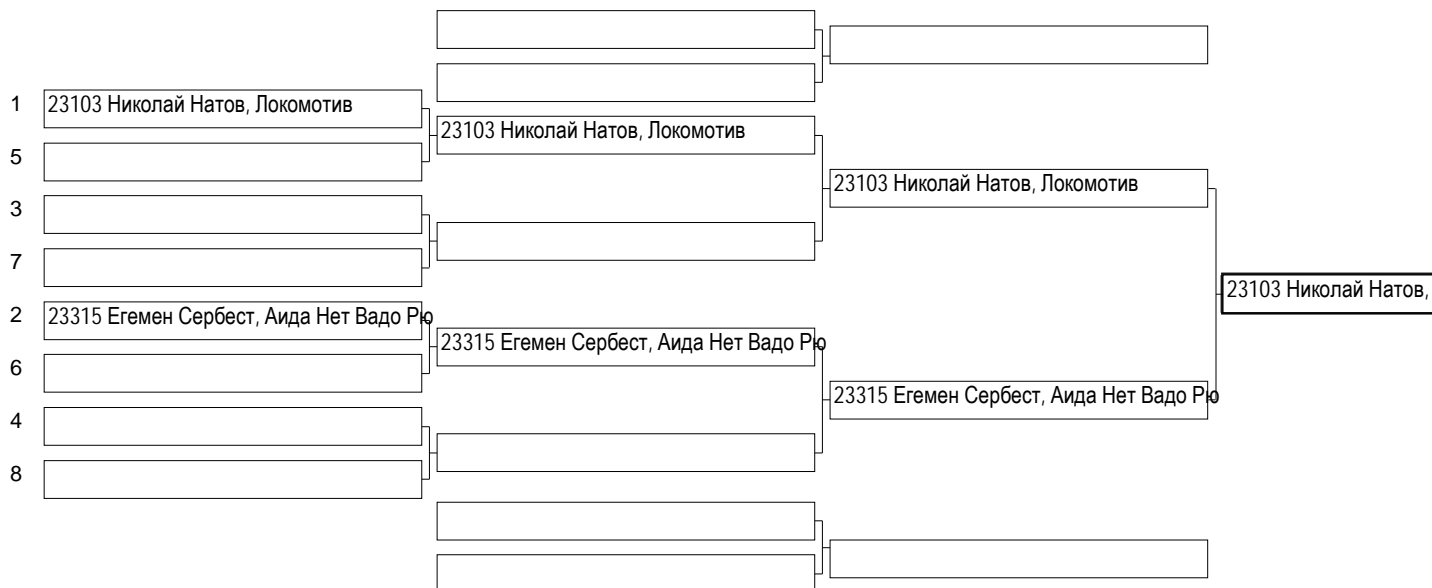 1
23103 Николай Натов, Локомотив
23103 Николай Натов, Локомотив
5
23103 Николай Натов, Локомотив
3
7
23103 Николай Натов,
2
23315 Егемен Сербест, Аида Нет Вадо Рю
23315 Егемен Сербест, Аида Нет Вадо Рю
6
23315 Егемен Сербест, Аида Нет Вадо Рю
4
8